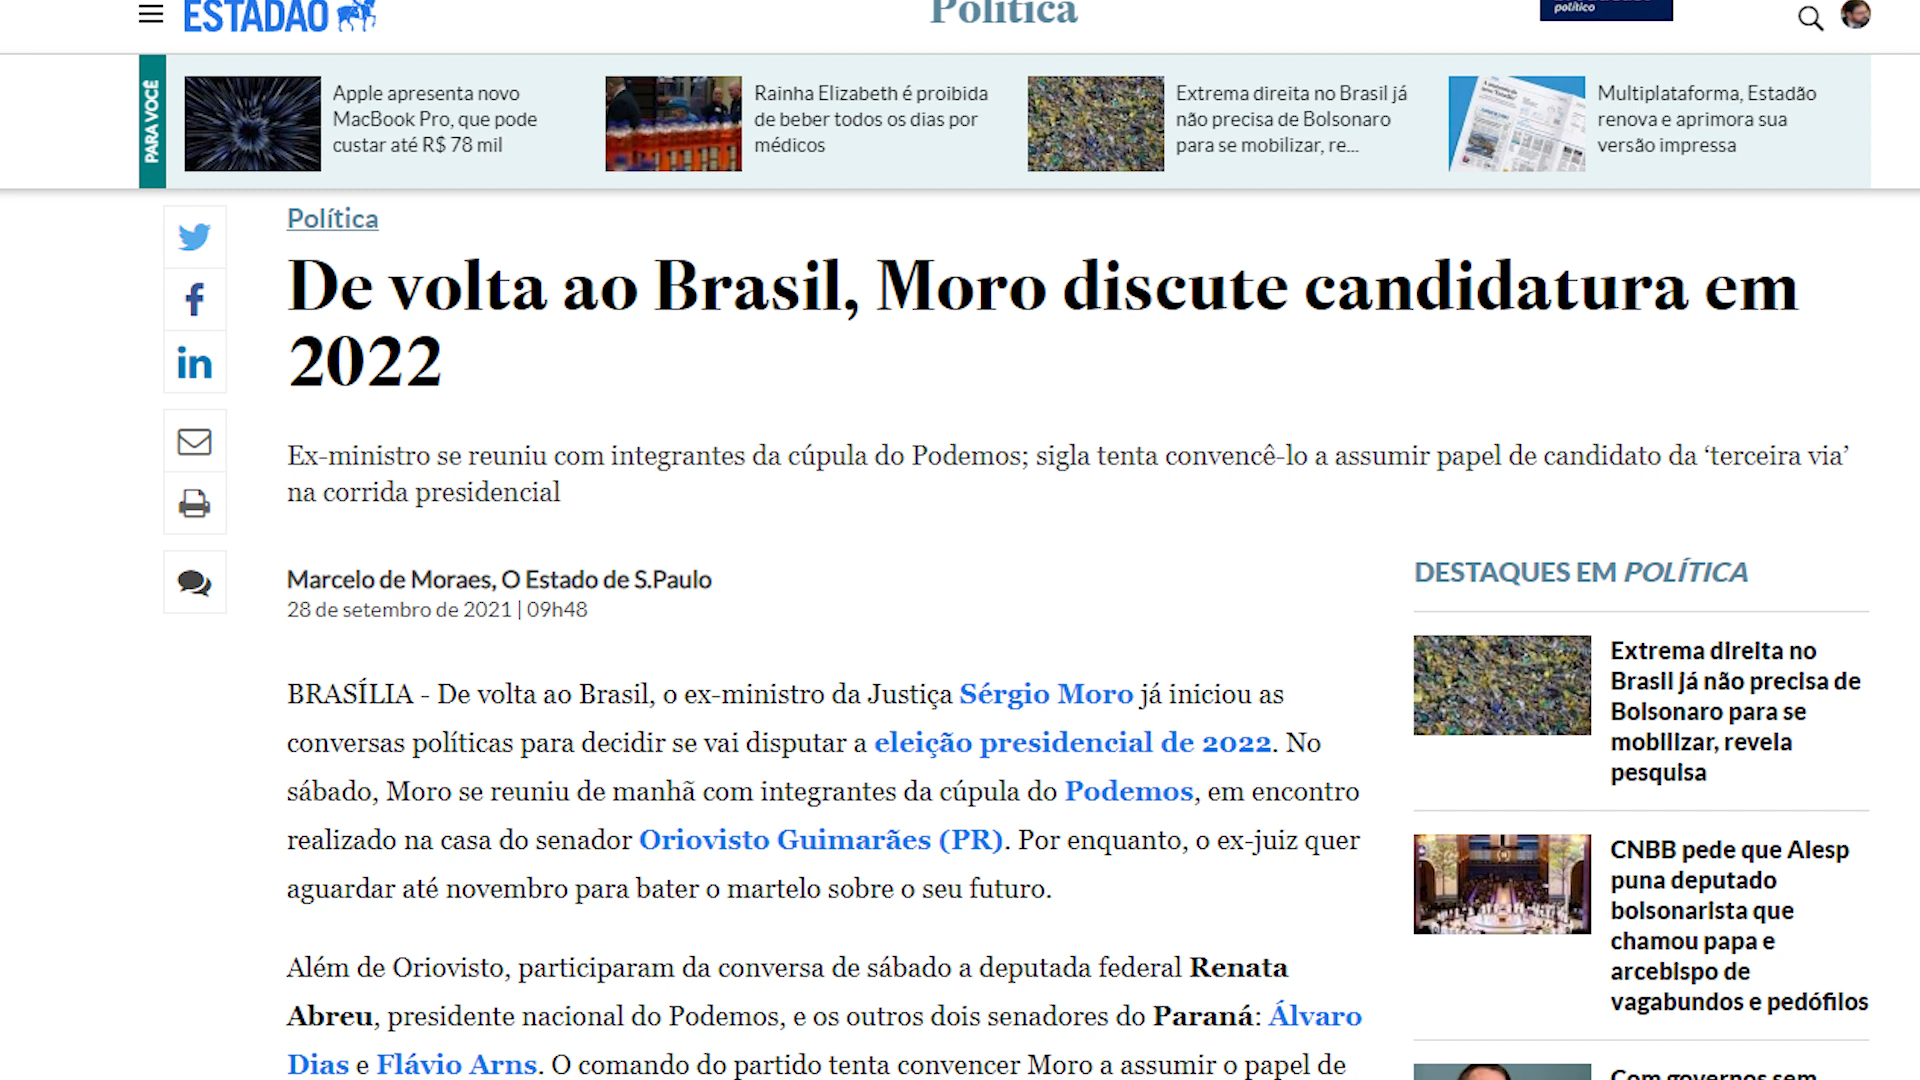 ESTADÃO
Política
político
PARA VOCÊ
Apple apresenta novo
MacBook Pro, que pode
custar até R$ 78 mil
Rainha Elizabeth é proibida
de beber todos os dias por
médicos
Extrema direita no Brasil já
não precisa de Bolsonaro
para se mobilizar, re...
Multiplataforma, Estadão
renova e aprimora sua
versão impressa
Política
De volta ao Brasil, Moro discute candidatura em
2022
Ex-ministro se reuniu com integrantes da cúpula do Podemos; sigla tenta convencê-lo a assumir papel de candidato da ‘terceira via’
na corrida presidencial
Marcelo de Moraes, O Estado de S.Paulo
28 de setembro de 2021 | 09h48
BRASÍLIA - De volta ao Brasil, o ex-ministro da Justiça Sérgio Moro já iniciou as
conversas políticas para decidir se vai disputar a eleição presidencial de 2022. No
sábado, Moro se reuniu de manhã com integrantes da cúpula do Podemos, em encontro
realizado na casa do senador Oriovisto Guimarães (PR). Por enquanto, o ex-juiz quer
aguardar até novembro para bater o martelo sobre o seu futuro.
Além de Oriovisto, participaram da conversa de sábado a deputada federal Renata
Abreu, presidente nacional do Podemos, e os outros dois senadores do Paraná: Álvaro
Dias e Flávio Arns. O comando do partido tenta convencer Moro a assumir o papel de
DESTAQUES EM POLÍTICA
Extrema direita no
Brasil já não precisa de
Bolsonaro para se
mobilizar, revela
pesquisa
CNBB pede que Alesp
puna deputado
bolsonarista que
chamou papa e
arcebispo de
vagabundos e pedófilos
Com governos sem